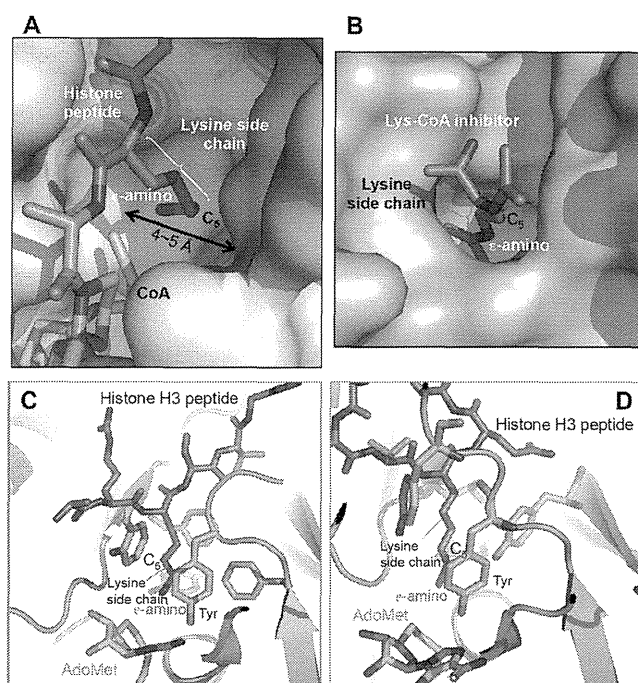 A
Histone
peptide
Lysine side
chain
ε-amino
C₅
4~5 Å
CoA
B
Lys-CoA inhibitor
Lysine
side chain
C₅
ε-amino
C
Histone H3 peptide
C₅
Lysine
side chain
ε-amino
Tyr
AdoMet
D
Histone H3 peptide
Lysine
side chain
ε-amino
Tyr
AdoMet